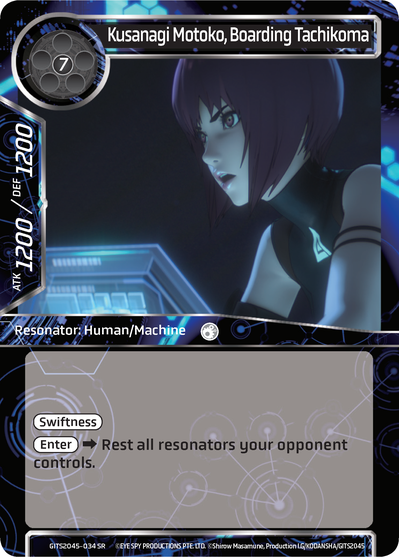 Kusanagi Motoko, Boarding Tachikoma
7
ATK 1200 / DEF 1200
Resonator: Human/Machine
Swiftness
Enter ➡ Rest all resonators your opponent
controls.
GITS2045-034 SR ©EYE SPY PRODUCTIONS PTE. LTD. ©Shirow Masamune, Production I.G/KODANSHA/GITS2045